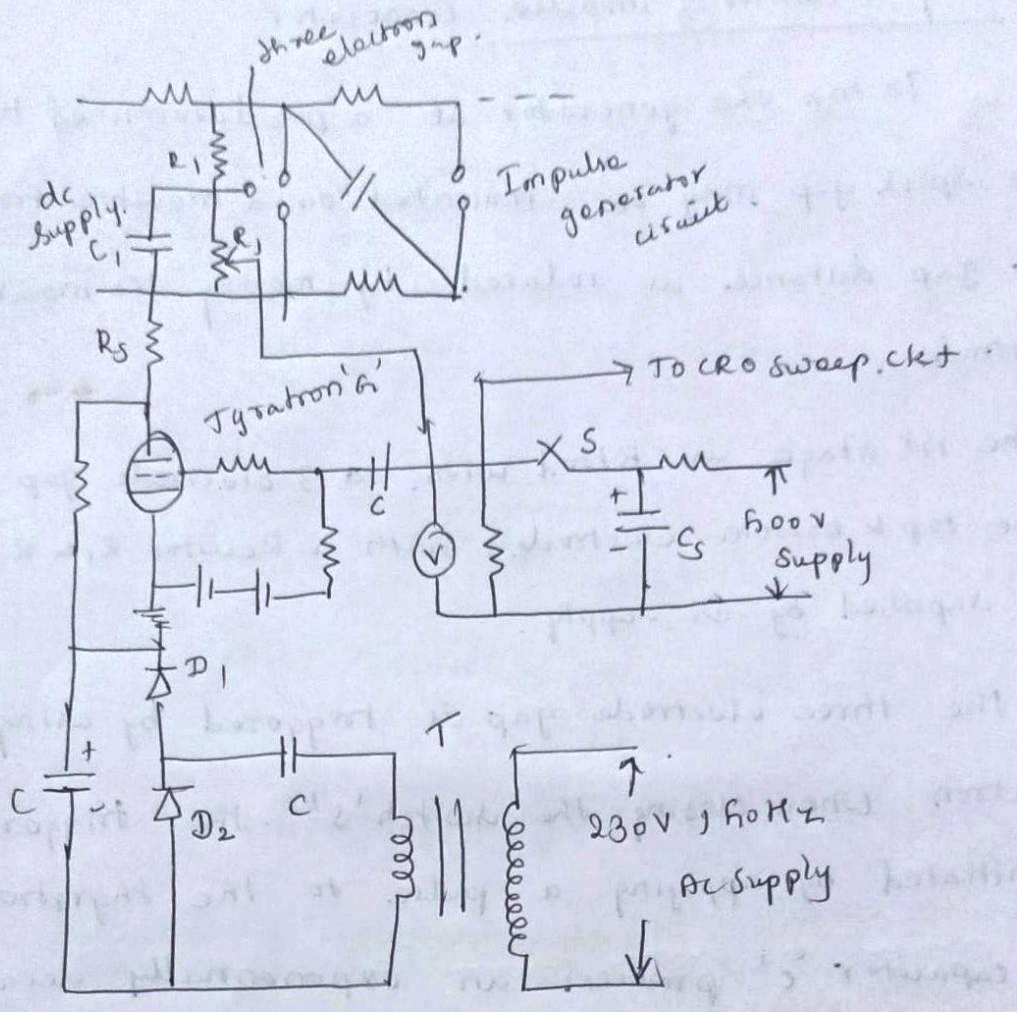 three
electron
gap.
R1
dc
supply.
C1
R1
Impulse
generator
circuit
Rs
Tyratron 'G'
To CRO sweep. ckt
S
C
+
-
Cs
500V
supply
V
D1
T
+
C
-
D2
C
230V, 50Hz
AC supply